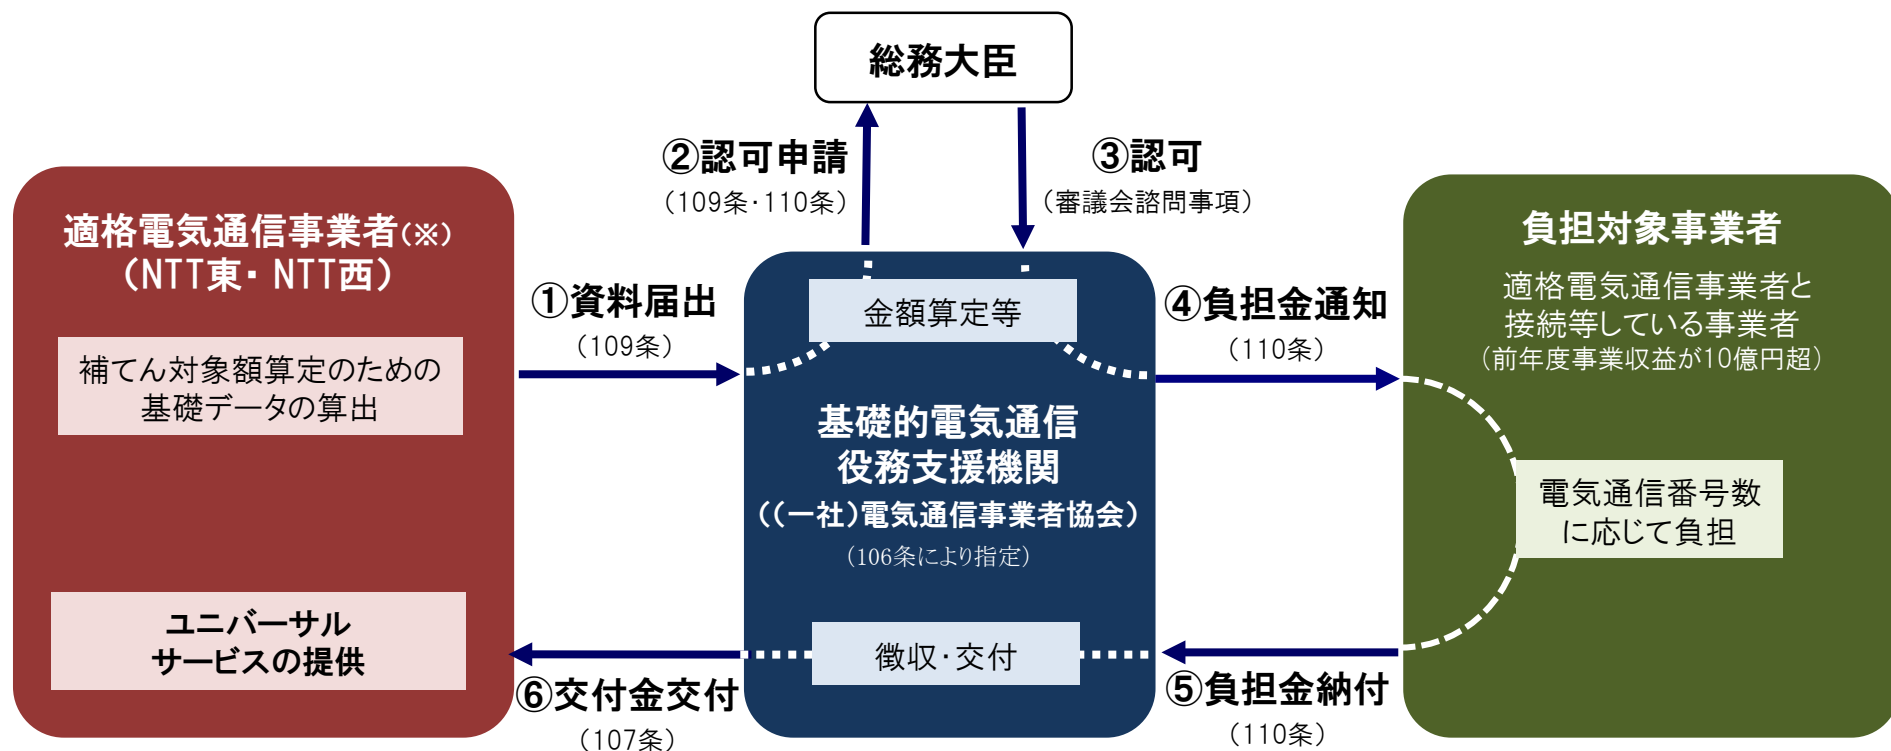 総務大臣
②認可申請
（109条・110条）
③認可
（審議会諮問事項）
適格電気通信事業者(※)
（NTT東・NTT西）
補てん対象額算定のための
基礎データの算出
ユニバーサル
サービスの提供
①資料届出
（109条）
金額算定等
基礎的電気通信
役務支援機関
（（一社）電気通信事業者協会）
（106条により指定）
徴収・交付
④負担金通知
（110条）
負担対象事業者
適格電気通信事業者と
接続等している事業者
（前年度事業収益が10億円超）
電気通信番号数
に応じて負担
⑤負担金納付
（110条）
⑥交付金交付
（107条）